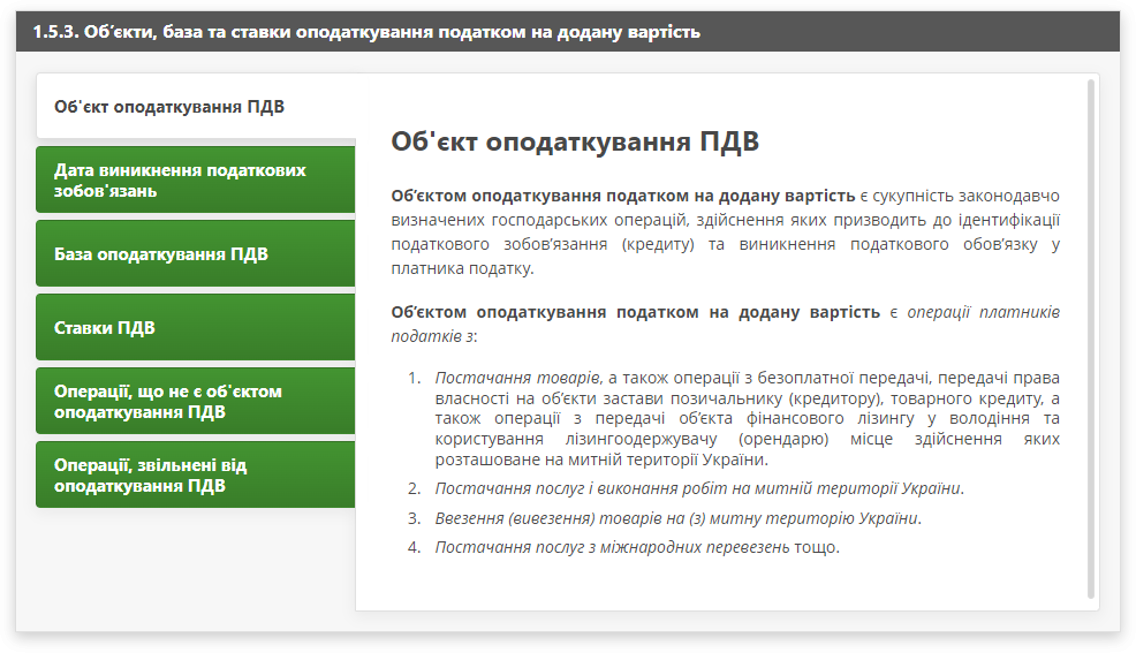 1.5.3. Об’єкти, база та ставки оподаткування податком на додану вартість
Об'єкт оподаткування ПДВ
Дата виникнення податкових
зобов'язань
База оподаткування ПДВ
Ставки ПДВ
Операції, що не є об'єктом
оподаткування ПДВ
Операції, звільнені від
оподаткування ПДВ
Об'єкт оподаткування ПДВ
Об’єктом оподаткування податком на додану вартість є сукупність законодавчо
визначених господарських операцій, здійснення яких призводить до ідентифікації
податкового зобов’язання (кредиту) та виникнення податкового обов’язку у
платника податку.
Об’єктом оподаткування податком на додану вартість є операції платників
податків з:
1. Постачання товарів, а також операції з безоплатної передачі, передачі права
власності на об’єкти застави позичальнику (кредитору), товарного кредиту, а
також операції з передачі об’єкта фінансового лізингу у володіння та
користування лізингоодержувачу (орендарю) місце здійснення яких
розташоване на митній території України.
2. Постачання послуг і виконання робіт на митній території України.
3. Ввезення (вивезення) товарів на (з) митну територію України.
4. Постачання послуг з міжнародних перевезень тощо.